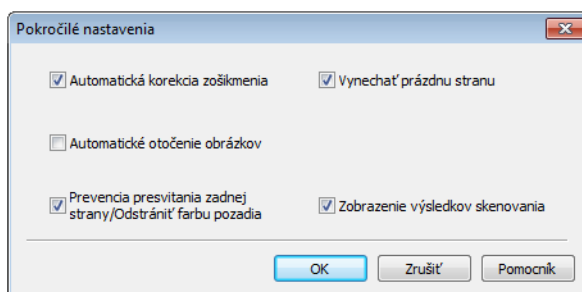 Pokročilé nastavenia
Automatická korekcia zošikmenia
Vynechať prázdnu stranu
Automatické otočenie obrázkov
Prevencia presvitania zadnej
strany/Odstrániť farbu pozadia
Zobrazenie výsledkov skenovania
OK
Zrušiť
Pomocník